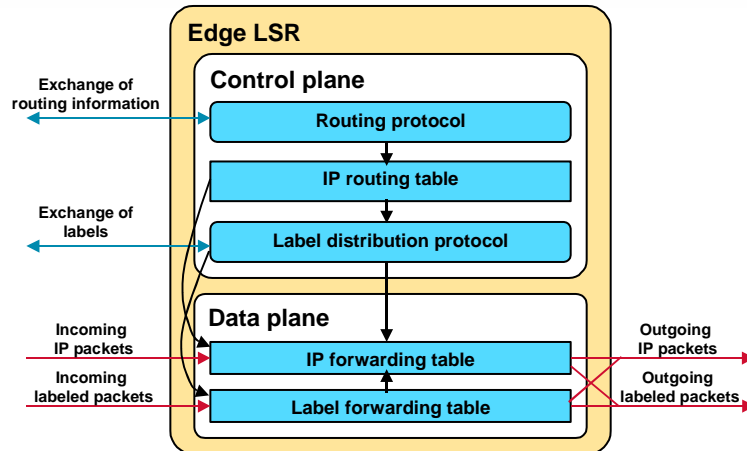 Edge LSR
Control plane
Exchange of
routing information
Routing protocol
IP routing table
Exchange of
labels
Label distribution protocol
Data plane
Incoming
IP packets
IP forwarding table
Outgoing
IP packets
Incoming
labeled packets
Label forwarding table
Outgoing
labeled packets